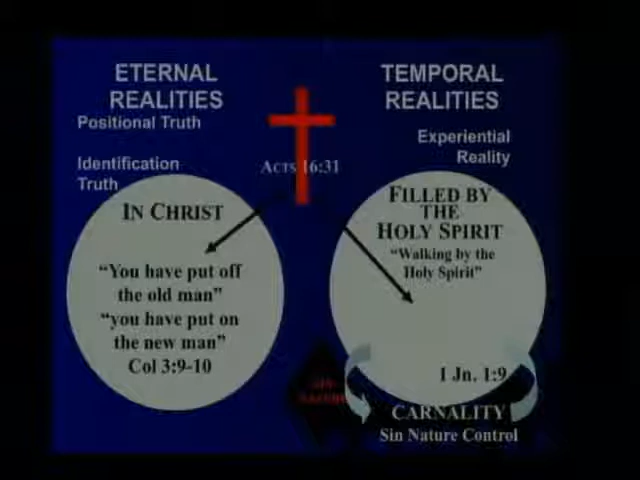 ETERNAL
REALITIES
Positional Truth
Identification
Truth
IN CHRIST
"You have put off
the old man"
"you have put on
the new man"
Col 3:9-10
ACTS 16:31
TEMPORAL
REALITIES
Experiential
Reality
FILLED BY
THE
HOLY SPIRIT
"Walking by the
Holy Spirit"
I Jn. 1:9
CARNALITY
Sin Nature Control